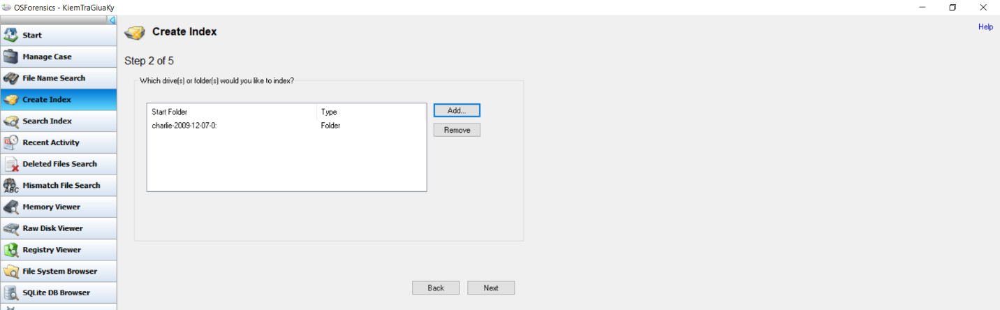 OSForensics - KiemTraGiuaKy
Start
Manage Case
File Name Search
Create Index
Search Index
Recent Activity
Deleted Files Search
Mismatch File Search
Memory Viewer
Raw Disk Viewer
Registry Viewer
File System Browser
SQLite DB Browser
Create Index
Help
Step 2 of 5
Which drive(s) or folder(s) would you like to index?
Start Folder Type
charlie-2009-12-07-0: Folder
Add...
Remove
Back Next